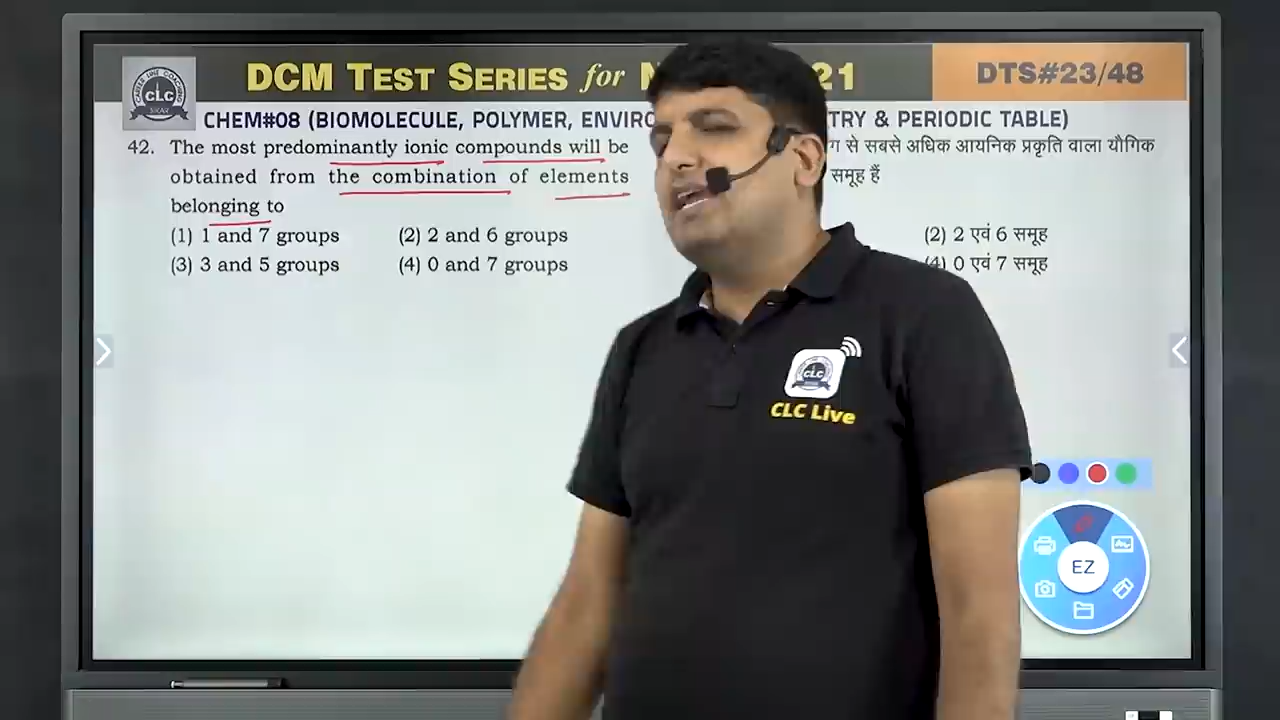 DCM TEST SERIES for N 21
DTS#23/48
CAREER LINE COACHING
CLC
SIKAR
CHEM#08 (BIOMOLECULE, POLYMER, ENVIRO TRY & PERIODIC TABLE)
42. The most predominantly ionic compounds will be
obtained from the combination of elements
belonging to
(1) 1 and 7 groups (2) 2 and 6 groups
(3) 3 and 5 groups (4) 0 and 7 groups
से सबसे अधिक आयनिक प्रकृति वाला यौगिक
समूह हैं
(2) 2 एवं 6 समूह
(4) 0 एवं 7 समूह
CLC
CLC Live
EZ